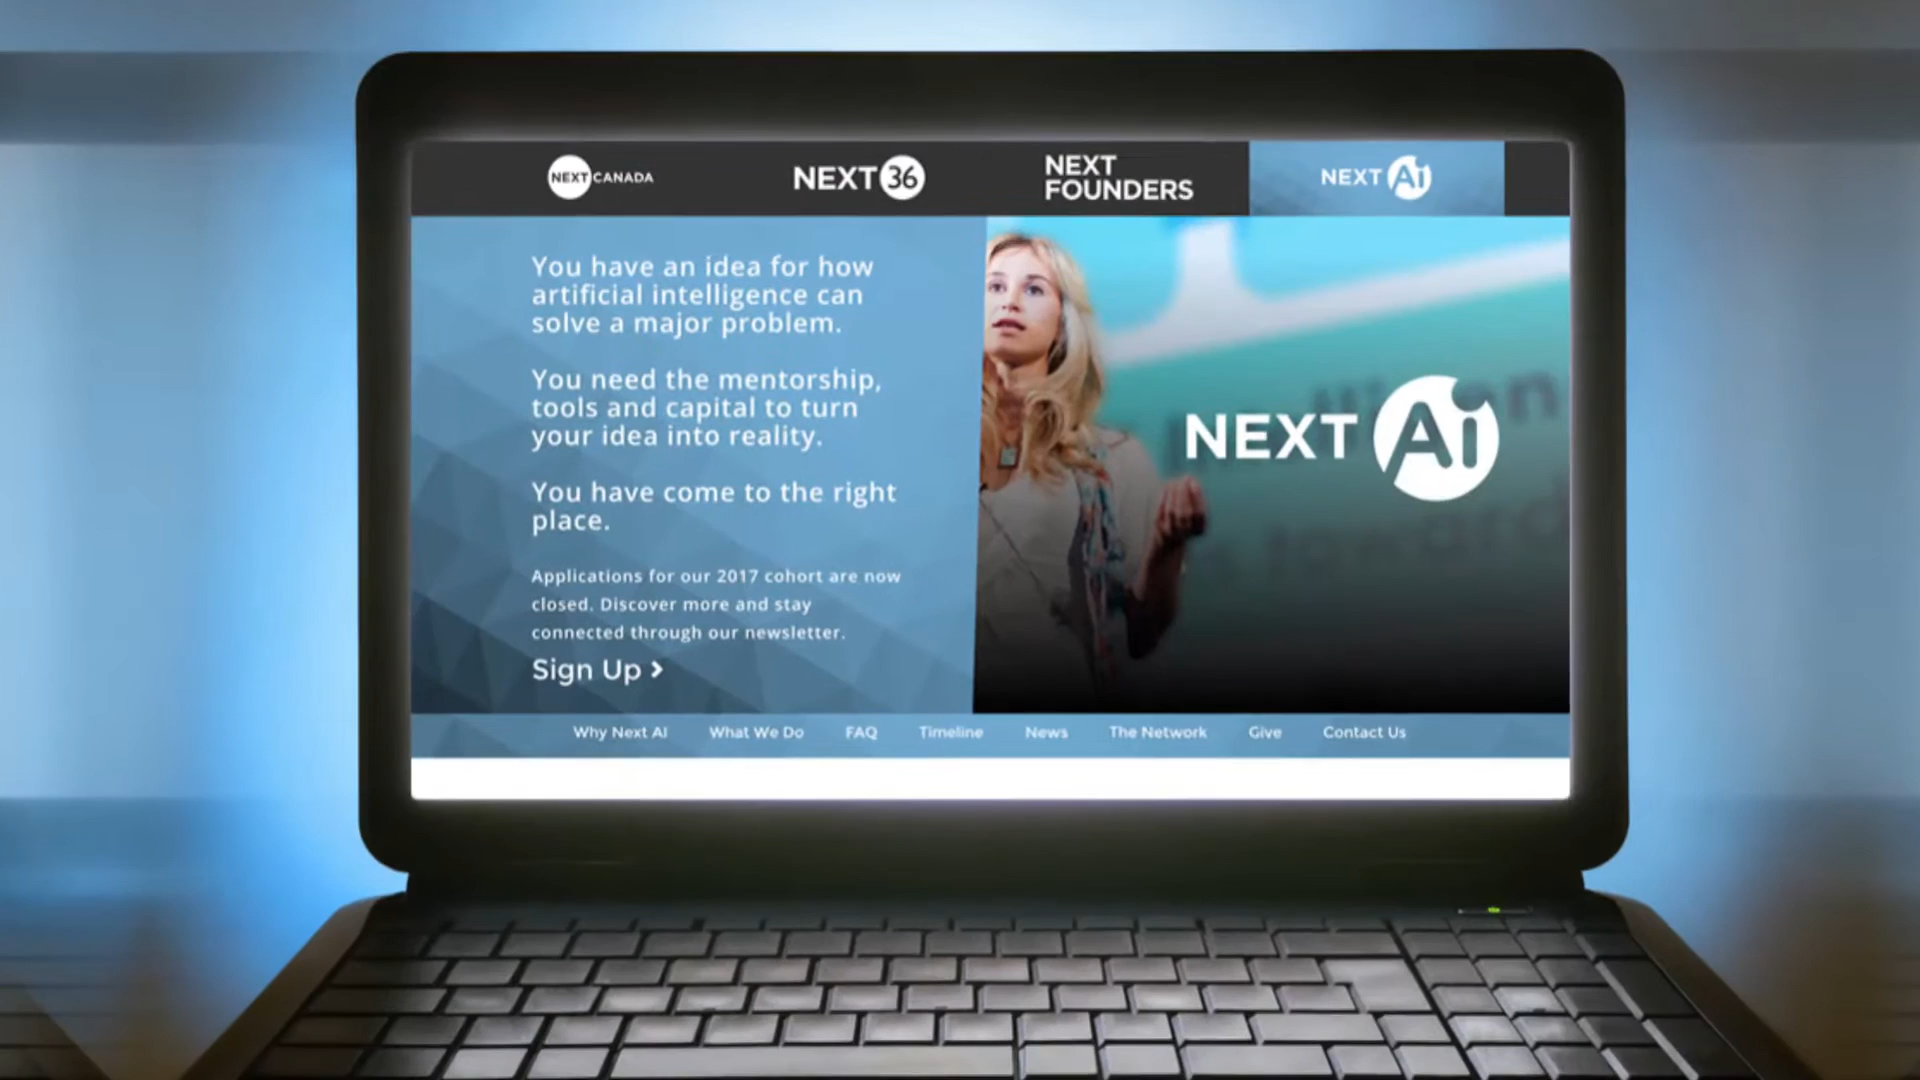 NEXT CANADA
NEXT 36
NEXT
FOUNDERS
NEXT Ai
You have an idea for how
artificial intelligence can
solve a major problem.
You need the mentorship,
tools and capital to turn
your idea into reality.
You have come to the right
place.
Applications for our 2017 cohort are now
closed. Discover more and stay
connected through our newsletter.
Sign Up >
NEXT Ai
toward
Why Next AI What We Do FAQ Timeline News The Network Give Contact Us